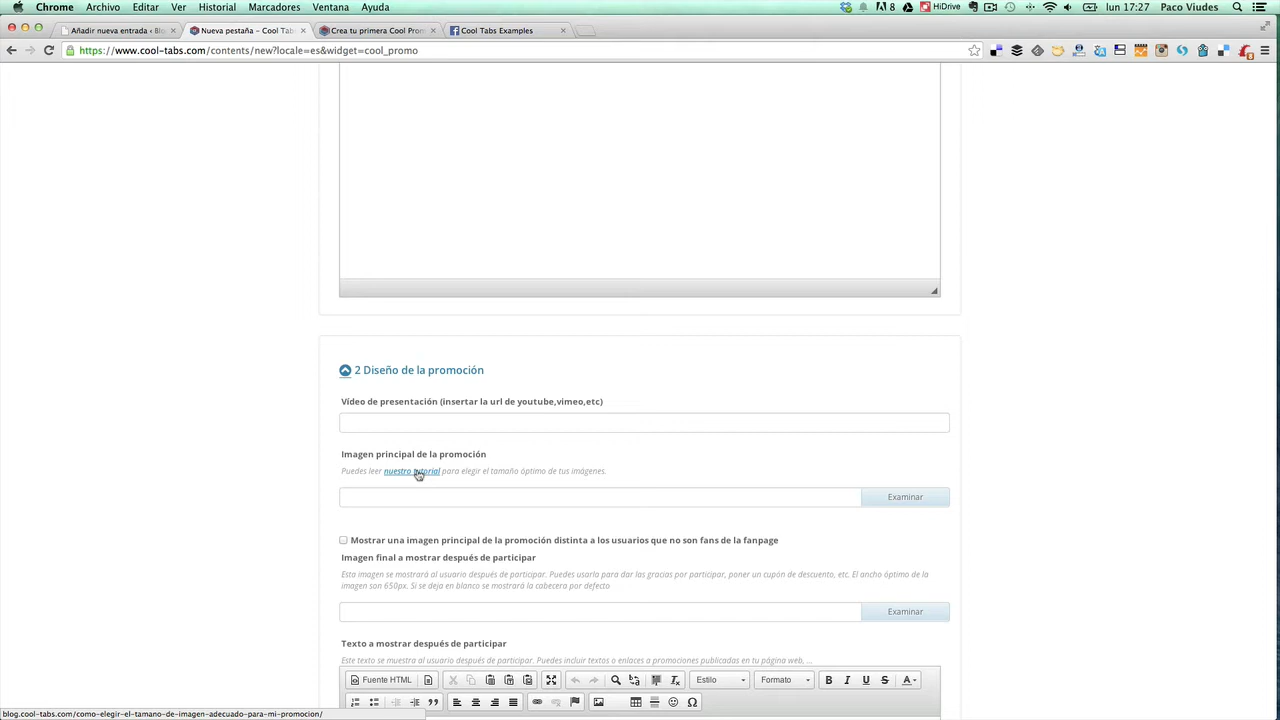 Chrome Archivo Editar Ver Historial Marcadores Ventana Ayuda 8 HiDrive lun 17:27 Paco Viudes
Añadir nueva entrada ‹ Blo Nueva pestaña – Cool Tabs Crea tu primera Cool Prom Cool Tabs Examples
https://www.cool-tabs.com/contents/new?locale=es&widget=cool_promo
2 Diseño de la promoción
Vídeo de presentación (insertar la url de youtube,vimeo,etc)
Imagen principal de la promoción
Puedes leer nuestro tutorial para elegir el tamaño óptimo de tus imágenes.
Examinar
Mostrar una imagen principal de la promoción distinta a los usuarios que no son fans de la fanpage
Imagen final a mostrar después de participar
Esta imagen se mostrará al usuario después de participar. Puedes usarla para dar las gracias por participar, poner un cupón de descuento, etc. El ancho óptimo de la
imagen son 650px. Si se deja en blanco se mostrará la cabecera por defecto
Examinar
Texto a mostrar después de participar
Este texto se muestra al usuario después de participar. Puedes incluir textos o enlaces a promociones publicadas en tu página web, ...
Fuente HTML Estilo Formato B I U S A
blog.cool-tabs.com/como-elegir-el-tamano-de-imagen-adecuado-para-mi-promocion/